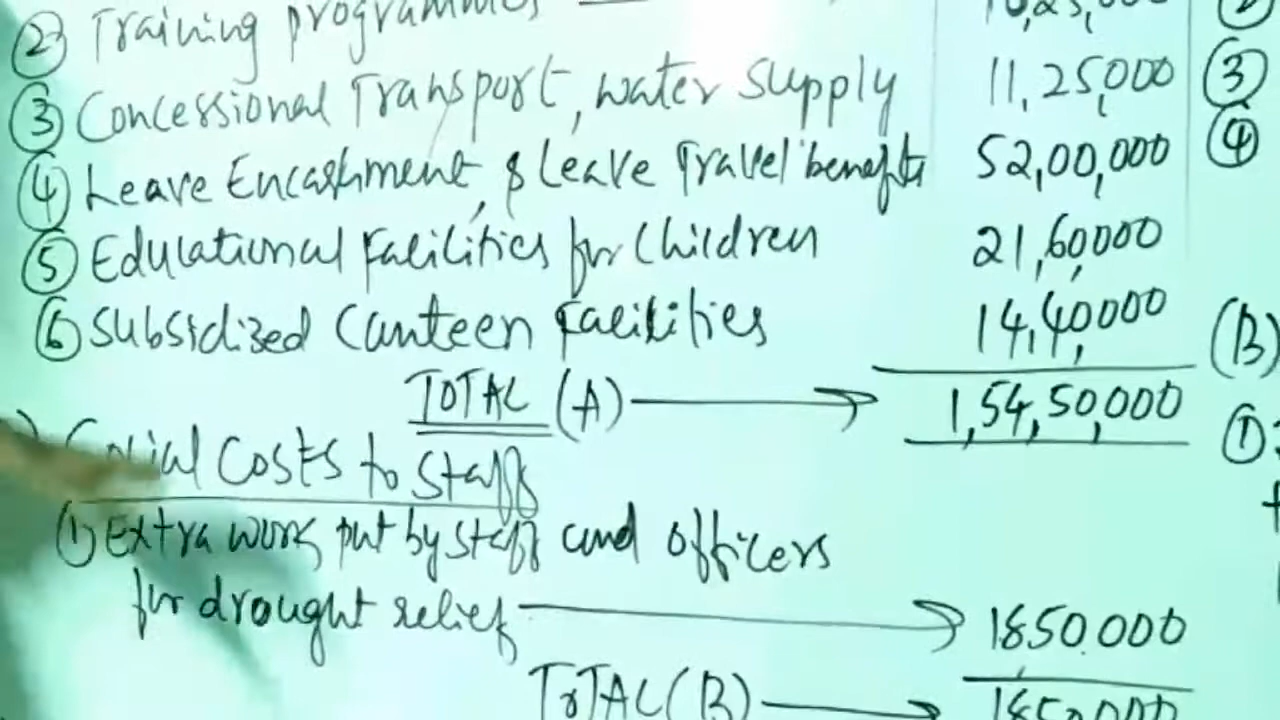 ② Training programmes
③ Concessional Transport, water supply 11,25,000 ③
④ Leave Encashment, & Leave Travel benefits 52,00,000 ④
⑤ Educational Facilities for Children 21,60,000
⑥ Subsidized Canteen Facilities 14,40,000 (B)
TOTAL (A) → 1,54,50,000 ①
Costs to Staff
① Extra work put by staff and officers
for drought relief → 1850000
ToTAL (B) →